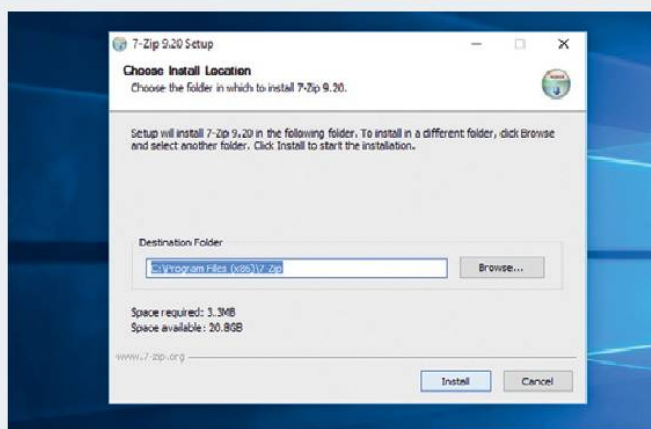 7-Zip 9.20 Setup
Choose Install Location
Choose the folder in which to install 7-Zip 9.20.
Setup will install 7-Zip 9.20 in the following folder. To install in a different folder, click Browse
and select another folder. Click Install to start the installation.
Destination Folder
C:\Program Files (x86)\7-Zip
Browse...
Space required: 3.3MB
Space available: 20.8GB
www.7-zip.org
Install
Cancel